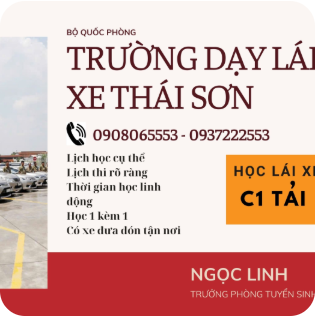 BỘ QUỐC PHÒNG
TRƯỜNG DẠY LÁI
XE THÁI SƠN
0908065553 - 0937222553
Lịch học cụ thể
Lịch thi rõ ràng
Thời gian học linh
động
Học 1 kèm 1
Có xe đưa đón tận nơi
HỌC LÁI XE
C1 TẢI
NGỌC LINH
TRƯỞNG PHÒNG TUYỂN SINH